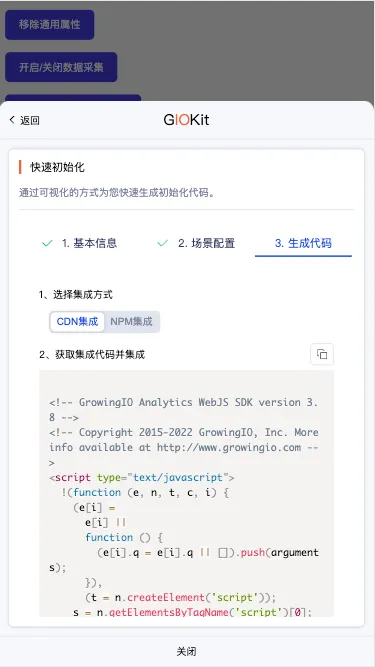 移除通用属性
开启/关闭数据采集
返回
GIOKit
快速初始化
通过可视化的方式为您快速生成初始化代码。
1. 基本信息
2. 场景配置
3. 生成代码
1、选择集成方式
CDN集成
NPM集成
2、获取集成代码并集成
<!-- GrowingIO Analytics WebJS SDK version 3.
8 -->
<!-- Copyright 2015-2022 GrowingIO, Inc. More
info available at http://www.growingio.com --
>
<script type="text/javascript">
!(function (e, n, t, c, i) {
(e[i] =
e[i] ||
function () {
(e[i].q = e[i].q || []).push(argument
s);
}),
(t = n.createElement('script'));
s = n.getElementsByTagName('script')[0];
关闭